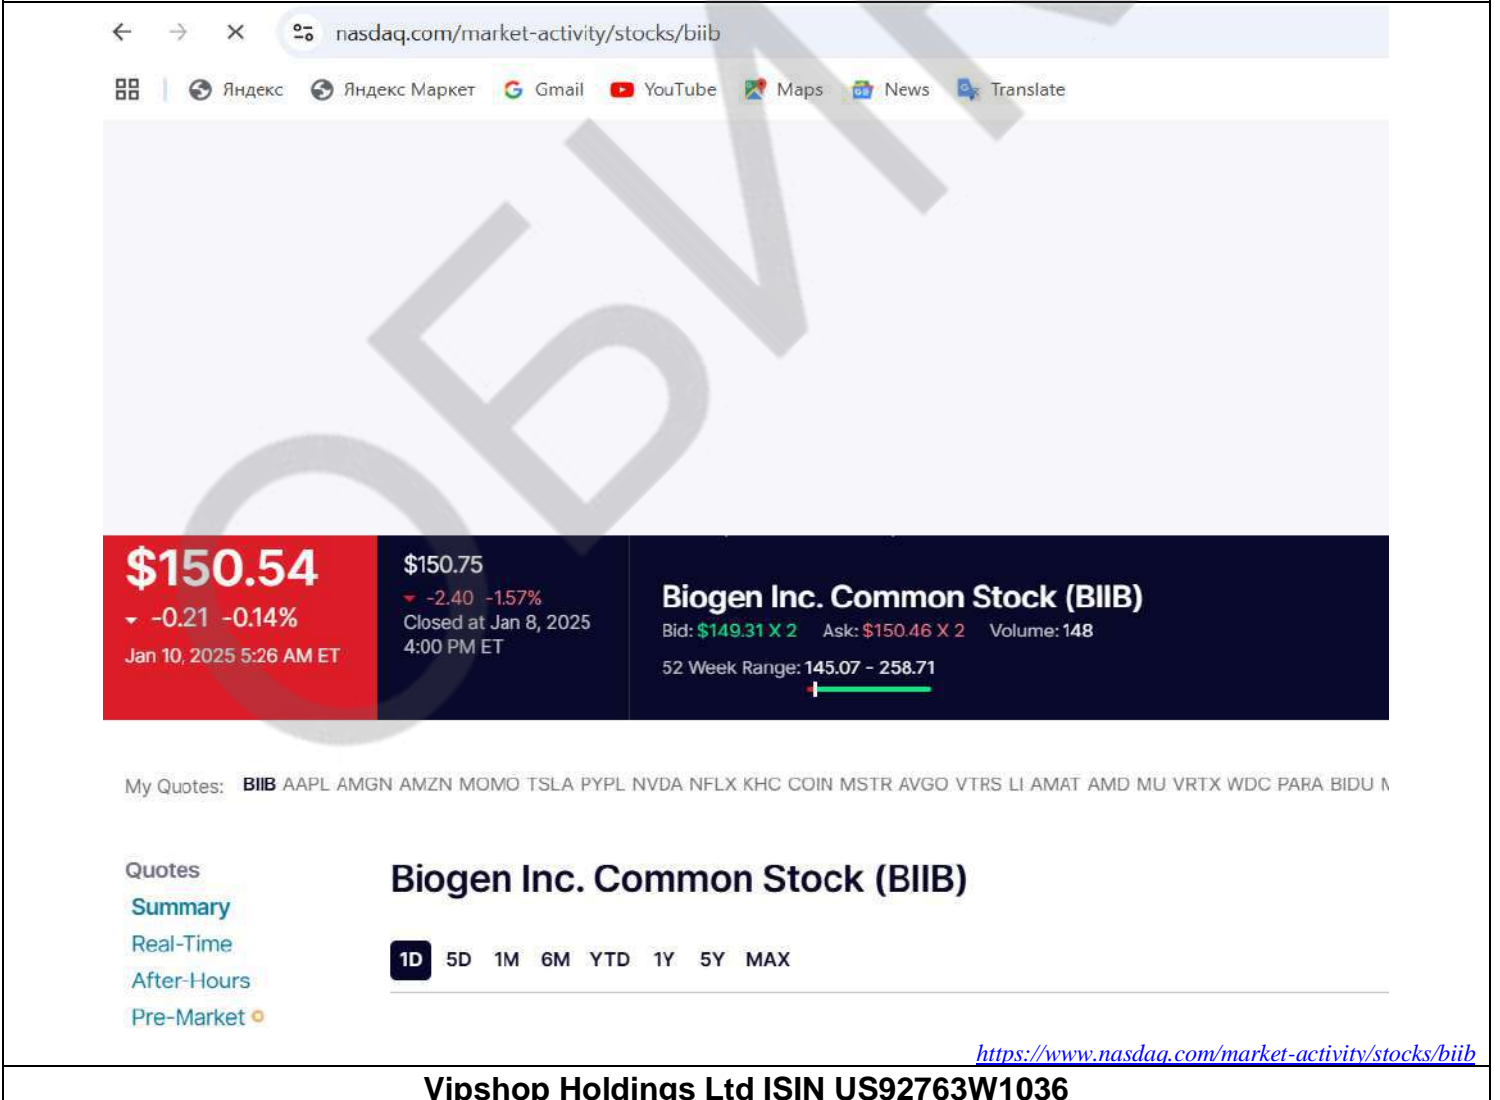 nasdaq.com/market-activity/stocks/biib
Яндекс Яндекс Маркет Gmail YouTube Maps News Translate
$150.54
-0.21 -0.14%
Jan 10, 2025 5:26 AM ET
$150.75
-2.40 -1.57%
Closed at Jan 8, 2025
4:00 PM ET
Biogen Inc. Common Stock (BIIB)
Bid: $149.31 X 2 Ask: $150.46 X 2 Volume: 148
52 Week Range: 145.07 - 258.71
My Quotes: BIIB AAPL AMGN AMZN MOMO TSLA PYPL NVDA NFLX KHC COIN MSTR AVGO VTRS LI AMAT AMD MU VRTX WDC PARA BIDU
Quotes
Summary
Real-Time
After-Hours
Pre-Market
Biogen Inc. Common Stock (BIIB)
1D 5D 1M 6M YTD 1Y 5Y MAX
https://www.nasdaq.com/market-activity/stocks/biib
Vipshop Holdings Ltd ISIN US92763W1036